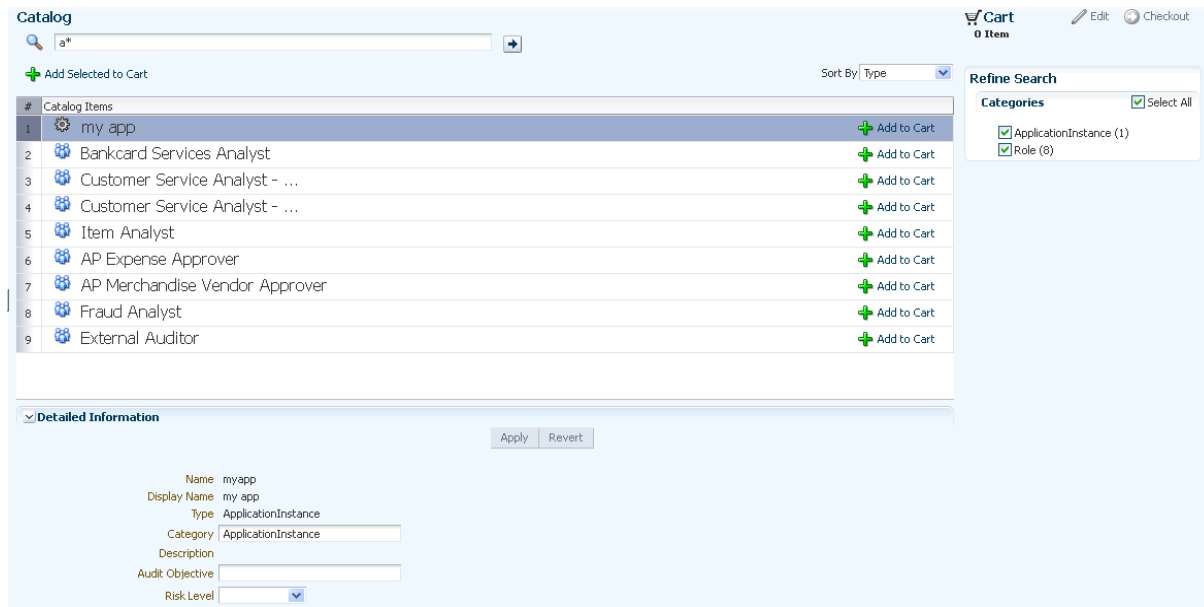 Catalog
a*
Add Selected to Cart
Sort By Type
# Catalog Items
1 my app Add to Cart
2 Bankcard Services Analyst Add to Cart
3 Customer Service Analyst - ... Add to Cart
4 Customer Service Analyst - ... Add to Cart
5 Item Analyst Add to Cart
6 AP Expense Approver Add to Cart
7 AP Merchandise Vendor Approver Add to Cart
8 Fraud Analyst Add to Cart
9 External Auditor Add to Cart
Cart Edit Checkout
0 Item
Refine Search
Categories Select All
ApplicationInstance (1)
Role (8)
Detailed Information
Apply Revert
Name myapp
Display Name my app
Type ApplicationInstance
Category ApplicationInstance
Description
Audit Objective
Risk Level